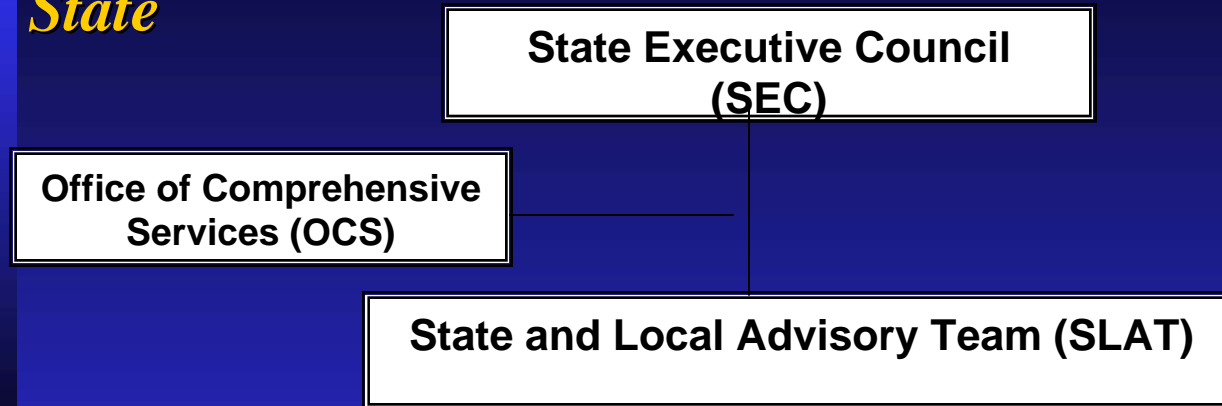 State
State Executive Council
(SEC)
Office of Comprehensive
Services (OCS)
State and Local Advisory Team (SLAT)